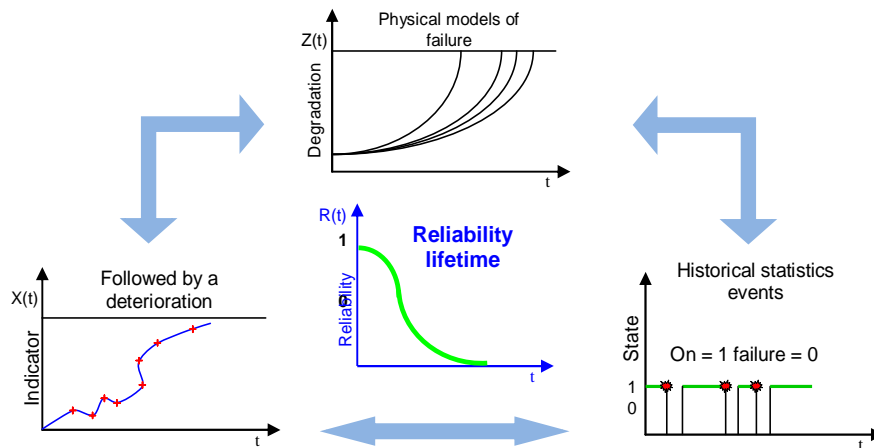 Physical models of
failure
Z(t)
Degradation
t
R(t)
1
0
Reliability
Reliability
lifetime
t
Followed by a
deterioration
X(t)
Indicator
t
Historical statistics
events
State
On = 1 failure = 0
1
0
t